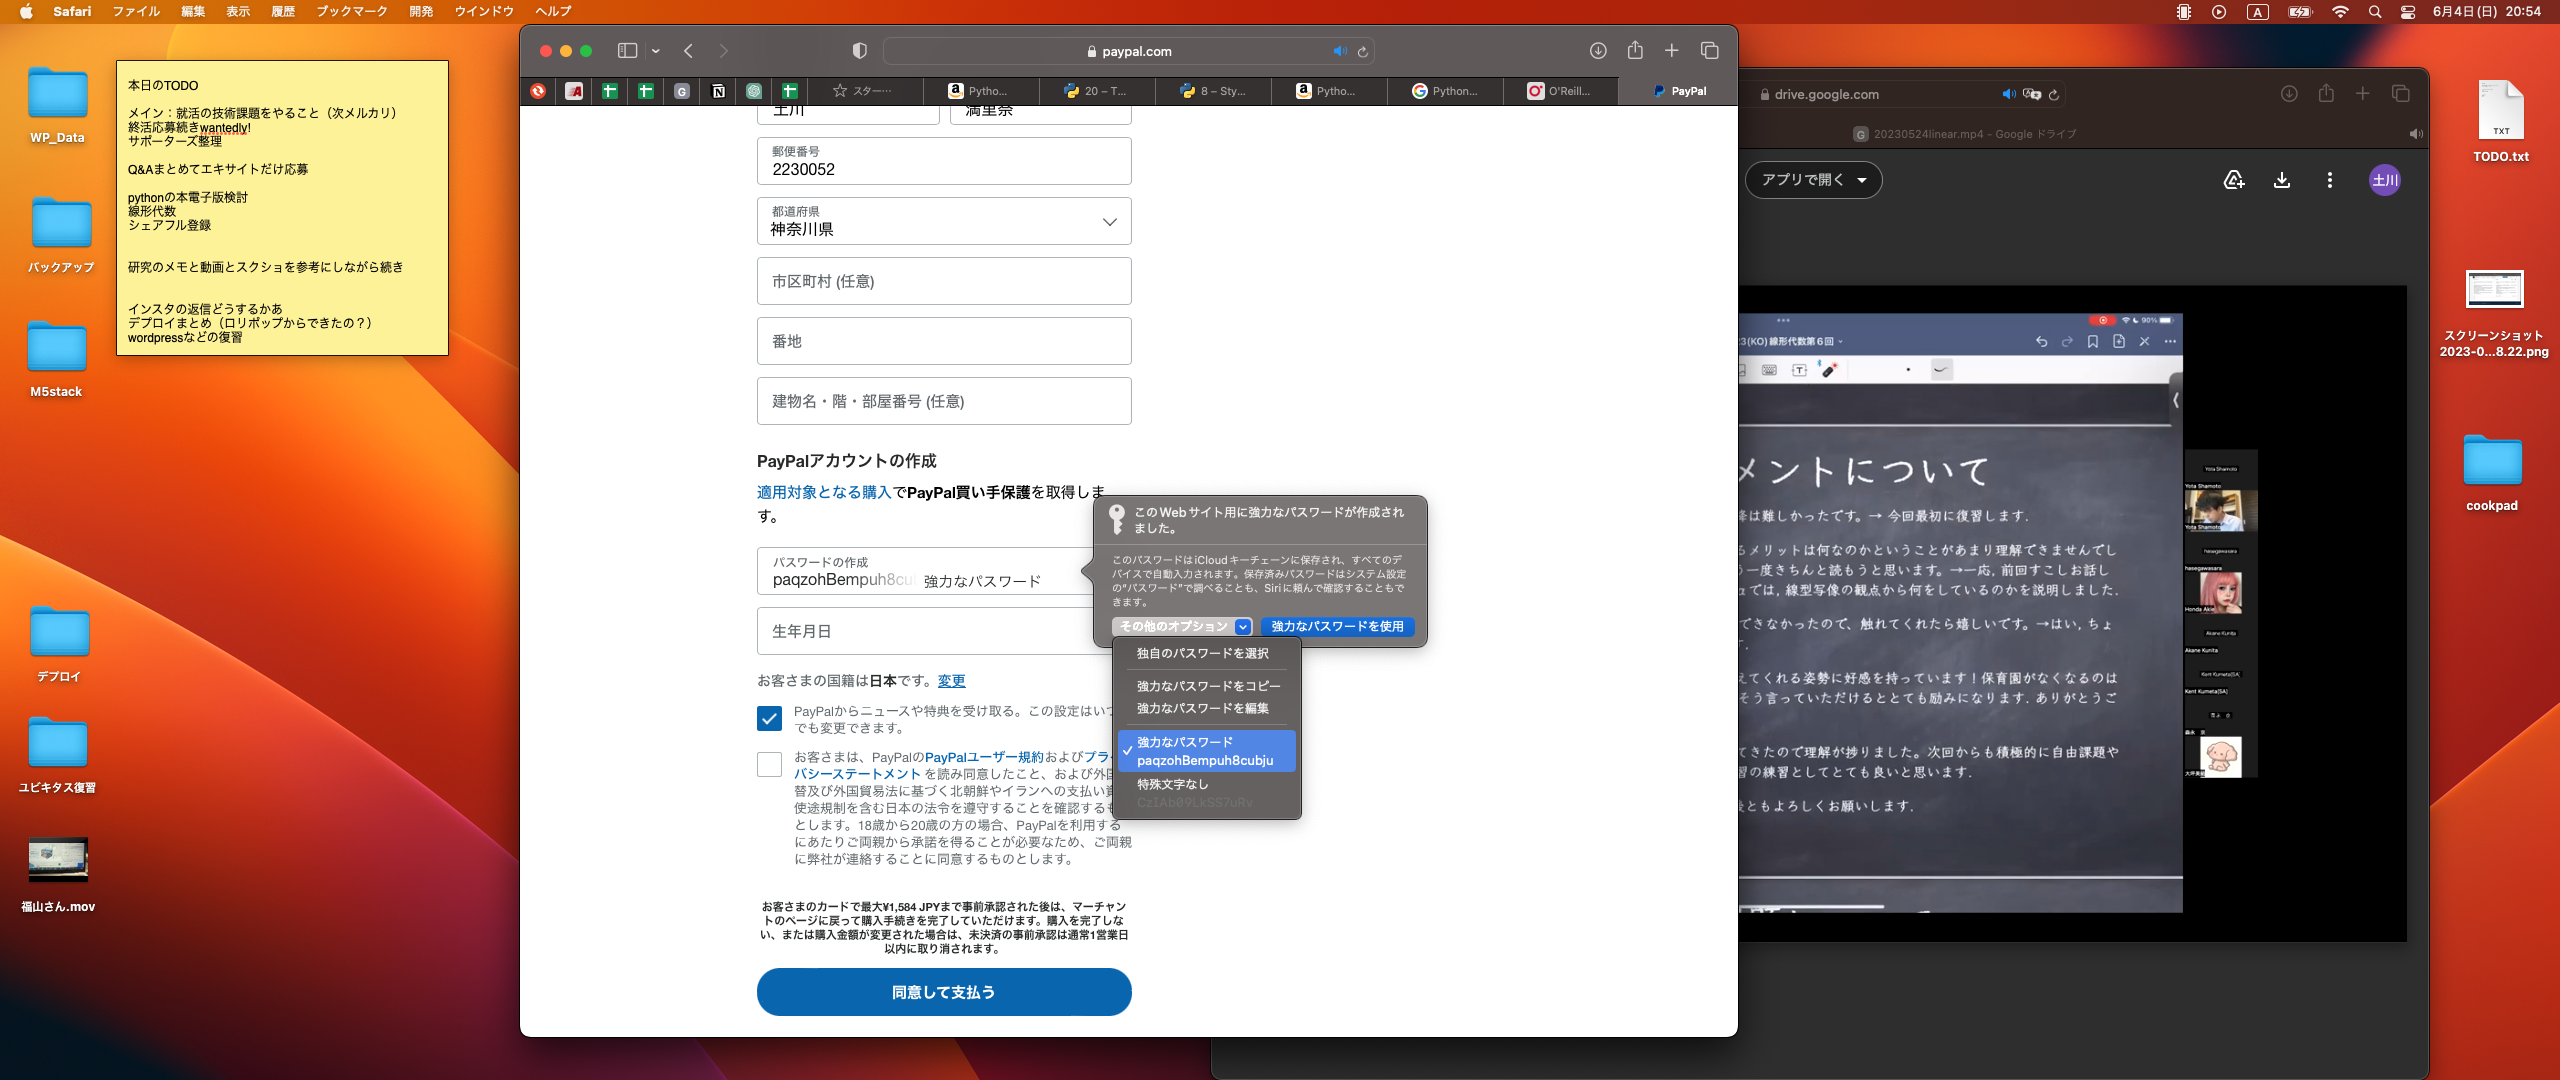 Safari ファイル 編集 表示 履歴 ブックマーク 開発 ウインドウ ヘルプ
A 6月4日(日) 20:54
WP_Data
バックアップ
M5stack
デプロイ
ユビキタス復習
福山さん.mov
本日のTODO
メイン：就活の技術課題をやること（次メルカリ）
終活応募続きwantedly!
サポーターズ整理
Q&Aまとめてエキサイトだけ応募
pythonの本電子版検討
線形代数
シェアフル登録
研究のメモと動画とスクショを参考にしながら続き
インスタの返信どうするかあ
デプロイまとめ（ロリポップからできたの？）
wordpressなどの復習
paypal.com
スター…
Pytho...
20 – T...
8 – Sty...
Pytho...
Python...
O'Reill...
PayPal
土川
満里奈
郵便番号
2230052
都道府県
神奈川県
市区町村 (任意)
番地
建物名・階・部屋番号 (任意)
PayPalアカウントの作成
適用対象となる購入でPayPal買い手保護を取得しま
す。
パスワードの作成
paqzohBempuh8cu 強力なパスワード
生年月日
お客さまの国籍は日本です。変更
PayPalからニュースや特典を受け取る。この設定はいつ
でも変更できます。
お客さまは、PayPalのPayPalユーザー規約およびプラ
バシーステートメント を読み同意したこと、および外国
替及び外国貿易法に基づく北朝鮮やイランへの支払い資
使途規制を含む日本の法令を遵守することを確認するも
とします。18歳から20歳の方の場合、PayPalを利用する
にあたりご両親から承諾を得ることが必要なため、ご両親
に弊社が連絡することに同意するものとします。
お客さまのカードで最大¥1,584 JPYまで事前承認された後は、マーチャン
トのページに戻って購入手続きを完了していただけます。購入を完了しな
い、または購入金額が変更された場合は、未決済の事前承認は通常1営業日
以内に取り消されます。
同意して支払う
このWebサイト用に強力なパスワードが作成され
ました。
このパスワードはiCloudキーチェーンに保存され、すべてのデ
バイスで自動入力されます。保存済みパスワードはシステム設定
の"パスワード"で調べることも、Siriに頼んで確認することもで
きます。
その他のオプション
強力なパスワードを使用
独自のパスワードを選択
強力なパスワードをコピー
強力なパスワードを編集
強力なパスワード
paqzohBempuh8cubju
特殊文字なし
CzIAb09LkSS7uRv
drive.google.com
G 20230524linear.mp4 - Google ドライブ
アプリで開く
土川
90%
3(KO)線形代数第6回
メントについて
降は難しかったです。→ 今回最初に復習します.
るメリットは何なのかということがあまり理解できませんでし
う一度きちんと読もうと思います。→一応, 前回すこしお話し
では, 線型写像の観点から何をしているのかを説明しました.
できなかったので、触れてくれたら嬉しいです。→はい, ちょ
す.
えてくれる姿勢に好感を持っています！保育園がなくなるのは
そう言っていただけるととても励みになります. ありがとうご
てきたので理解が捗りました。次回からも積極的に自由課題や
習の練習としてとても良いと思います.
後ともよろしくお願いします.
Yota Shamoto
Yota Shamoto
Yota Shamoto
hasegawasara
hasegawasara
Honda Akie
Akane Kunita
Akane Kunita
Kent Kumeta[SA]
Kent Kumeta[SA]
TXT
TODO.txt
スクリーンショット
2023-0...8.22.png
cookpad